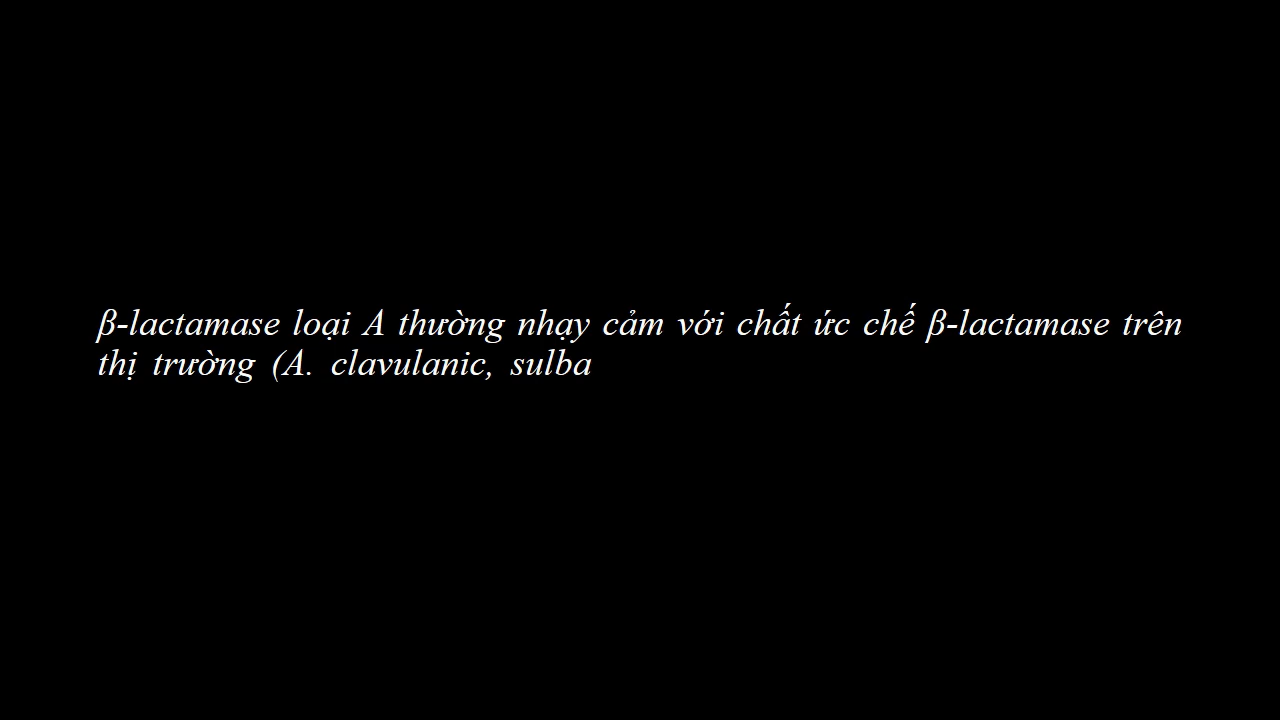 β-lactamase loại A thường nhạy cảm với chất ức chế β-lactamase trên
thị trường (A. clavulanic, sulba